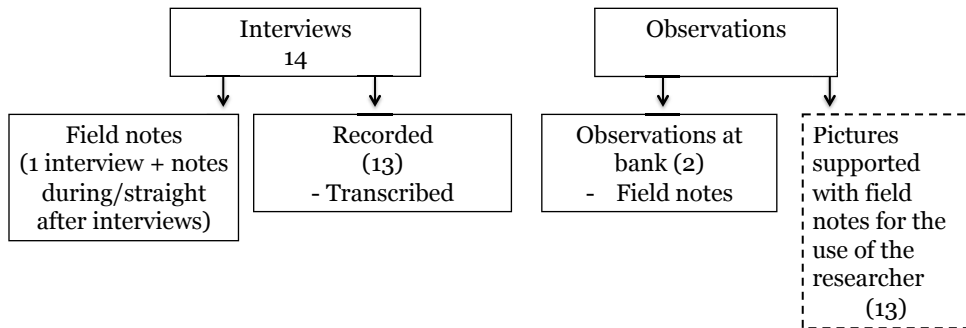 Interviews
14
Observations
Field notes
(1 interview + notes
during/straight
after interviews)
Recorded
(13)
- Transcribed
Observations at
bank (2)
- Field notes
Pictures
supported
with field
notes for the
use of the
researcher
(13)